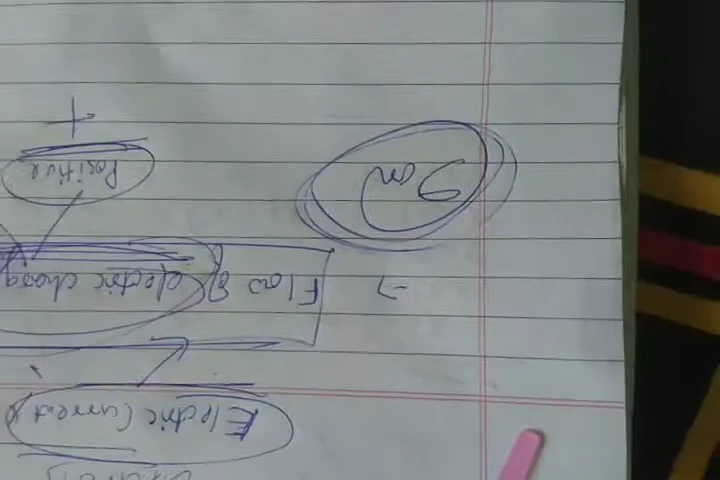 Electric Current
→ Flow of electric charg
Positive
+